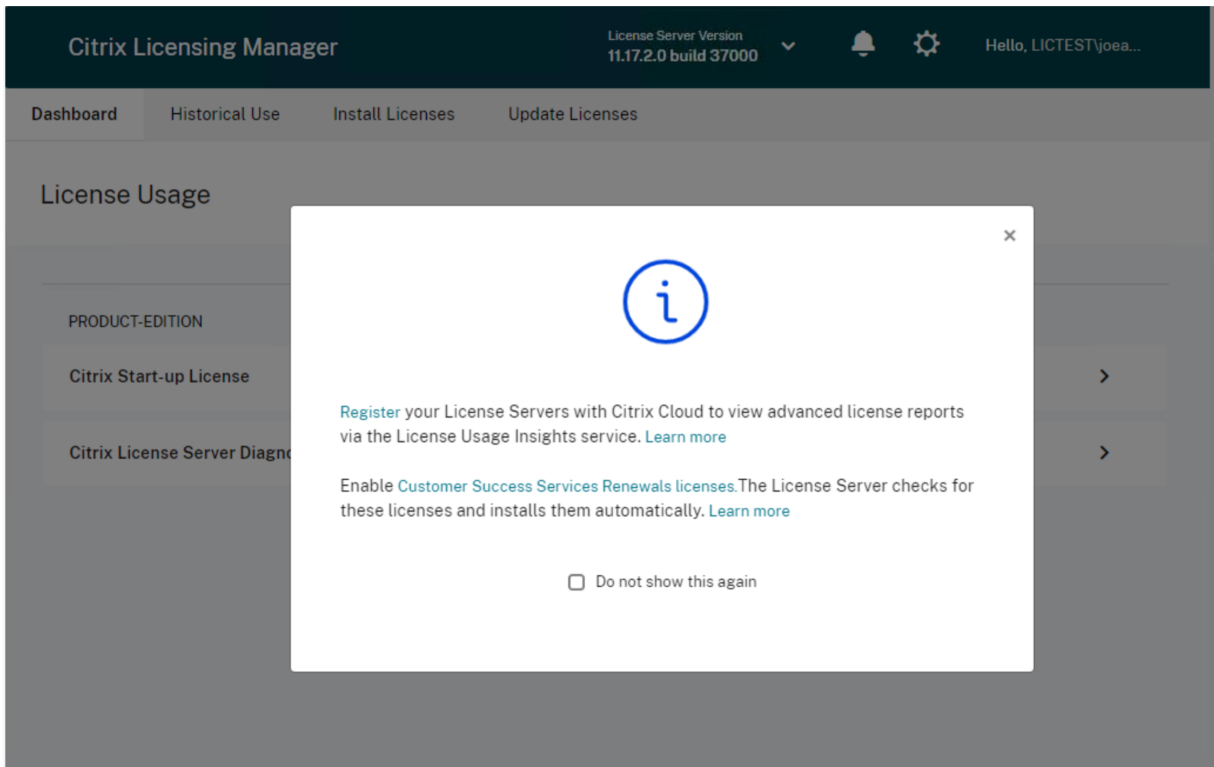 Citrix Licensing Manager
License Server Version
11.17.2.0 build 37000
Hello, LICTEST\joea...
Dashboard
Historical Use
Install Licenses
Update Licenses
License Usage
PRODUCT-EDITION
Citrix Start-up License
Citrix License Server Diagno
Register your License Servers with Citrix Cloud to view advanced license reports
via the License Usage Insights service. Learn more
Enable Customer Success Services Renewals licenses.The License Server checks for
these licenses and installs them automatically. Learn more
Do not show this again